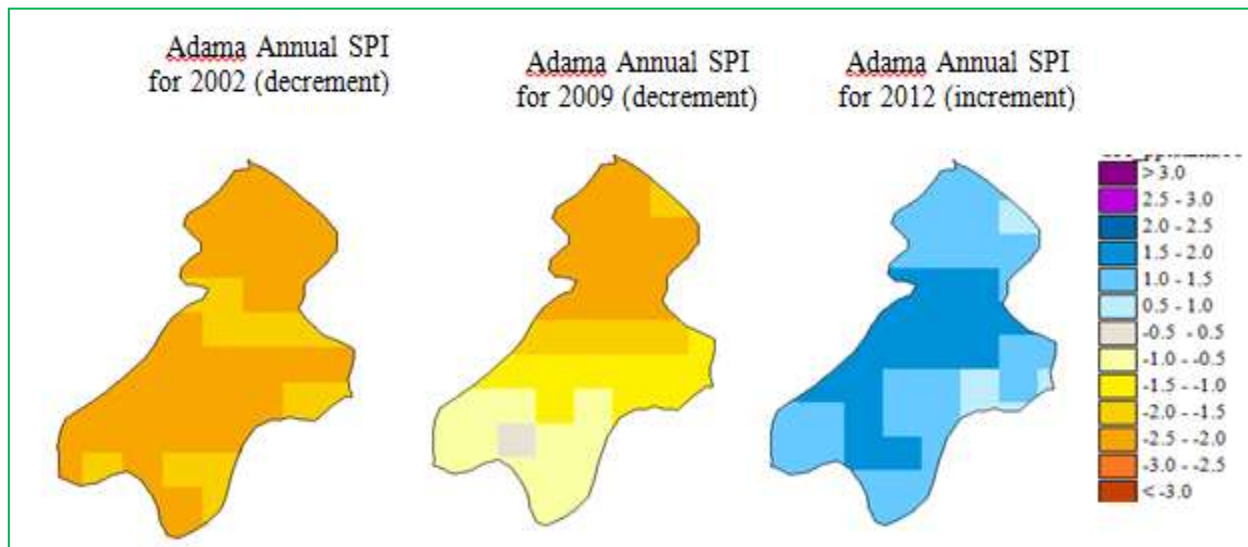 Adama Annual SPI
for 2002 (decrement)
Adama Annual SPI
for 2009 (decrement)
Adama Annual SPI
for 2012 (increment)
> 3.0
2.5 - 3.0
2.0 - 2.5
1.5 - 2.0
1.0 - 1.5
0.5 - 1.0
-0.5 - 0.5
-1.0 - -0.5
-1.5 - -1.0
-2.0 - -1.5
-2.5 - -2.0
-3.0 - -2.5
< -3.0